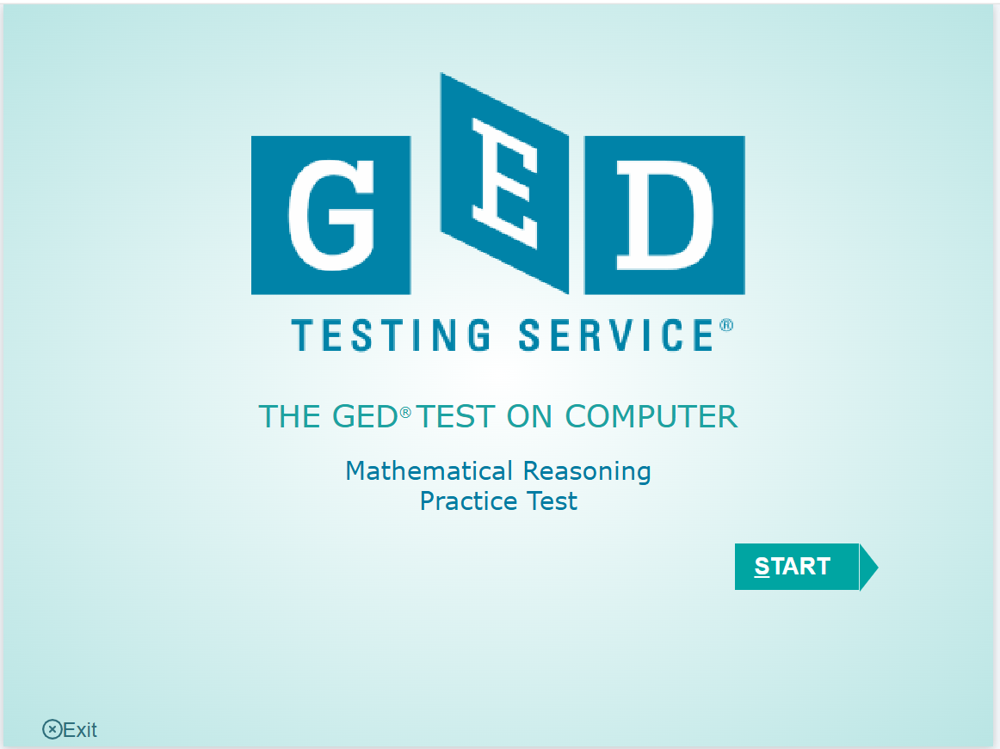 GED
TESTING SERVICE®
THE GED® TEST ON COMPUTER
Mathematical Reasoning
Practice Test
START
Exit